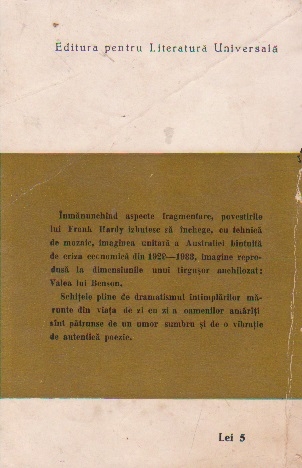 Editura pentru Literatură Universală
Înmănunchînd aspecte fragmentare, povestirile
lui Frank Hardy izbutesc să închege, cu tehnică
de mozaic, imaginea unitară a Australiei bîntuită
de criza economică din 1929—1933, imagine repro-
dusă la dimensiunile unui tîrgușor anchilozat:
Valea lui Benson.
Schițele pline de dramatismul întîmplărilor mă-
runte din viața de zi cu zi a oamenilor amărîți
sînt pătrunse de un umor sumbru și de o vibrație
de autentică poezie.
Lei 5